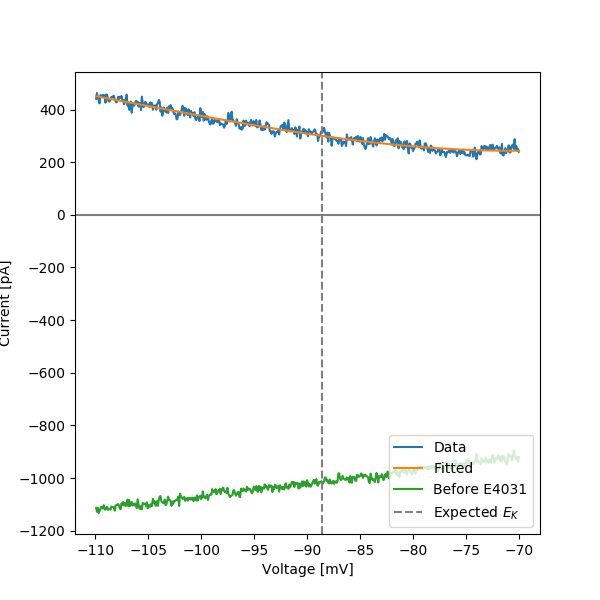 400
200
0
−200
−400
−600
−800
−1000
−1200
Current [pA]
Data
Fitted
Before E4031
Expected E_K
−110 −105 −100 −95 −90 −85 −80 −75 −70
Voltage [mV]